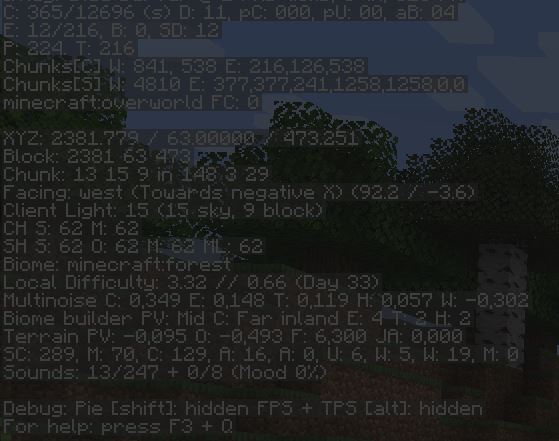 C: 365/12696 (s) D: 11, pC: 000, pU: 00, aB: 04
E: 12/216, B: 0, SD: 12
P: 224, T: 216
Chunks[C] W: 841, 538 E: 216,126,538
Chunks[S] W: 4810 E: 377,377,241,1258,1258,0,0
minecraft:overworld FC: 0
XYZ: 2381.779 / 63.00000 / 473.251
Block: 2381 63 473
Chunk: 13 15 9 in 148 3 29
Facing: west (Towards negative X) (92.2 / -3.6)
Client Light: 15 (15 sky, 9 block)
CH S: 62 M: 62
SH S: 62 O: 62 M: 62 ML: 62
Biome: minecraft:forest
Local Difficulty: 3.32 // 0.66 (Day 33)
Multinoise C: 0,349 E: 0,148 T: 0,119 H: 0,057 W: -0,302
Biome builder PV: Mid C: Far inland E: 4 T: 2 H: 2
Terrain PV: -0,095 O: -0,493 F: 6,300 JA: 0,000
SC: 289, M: 70, C: 129, A: 16, A: 0, U: 6, W: 5, W: 19, M: 0
Sounds: 13/247 + 0/8 (Mood 0%)
Debug: Pie [shift]: hidden FPS + TPS [alt]: hidden
For help: press F3 + Q